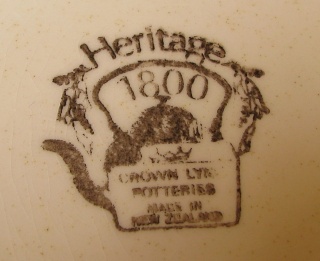 Heritage
1800
CROWN LYNN
POTTERIES
MADE IN
NEW ZEALAND